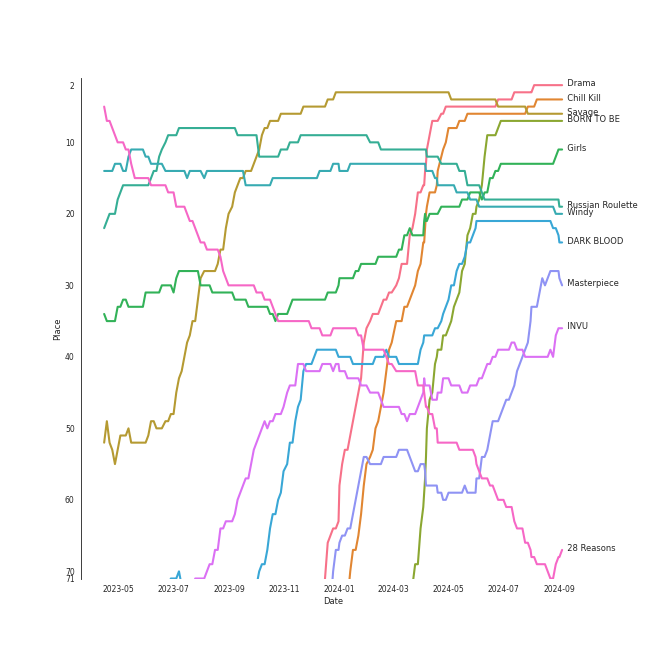 2
Drama
Chill Kill
Savage
BORN TO BE
10
Girls
20
Russian Roulette
Windy
DARK BLOOD
30
Masterpiece
Place
INVU
40
50
60
28 Reasons
70
71
2023-05
2023-07
2023-09
2023-11
2024-01
2024-03
2024-05
2024-07
2024-09
Date